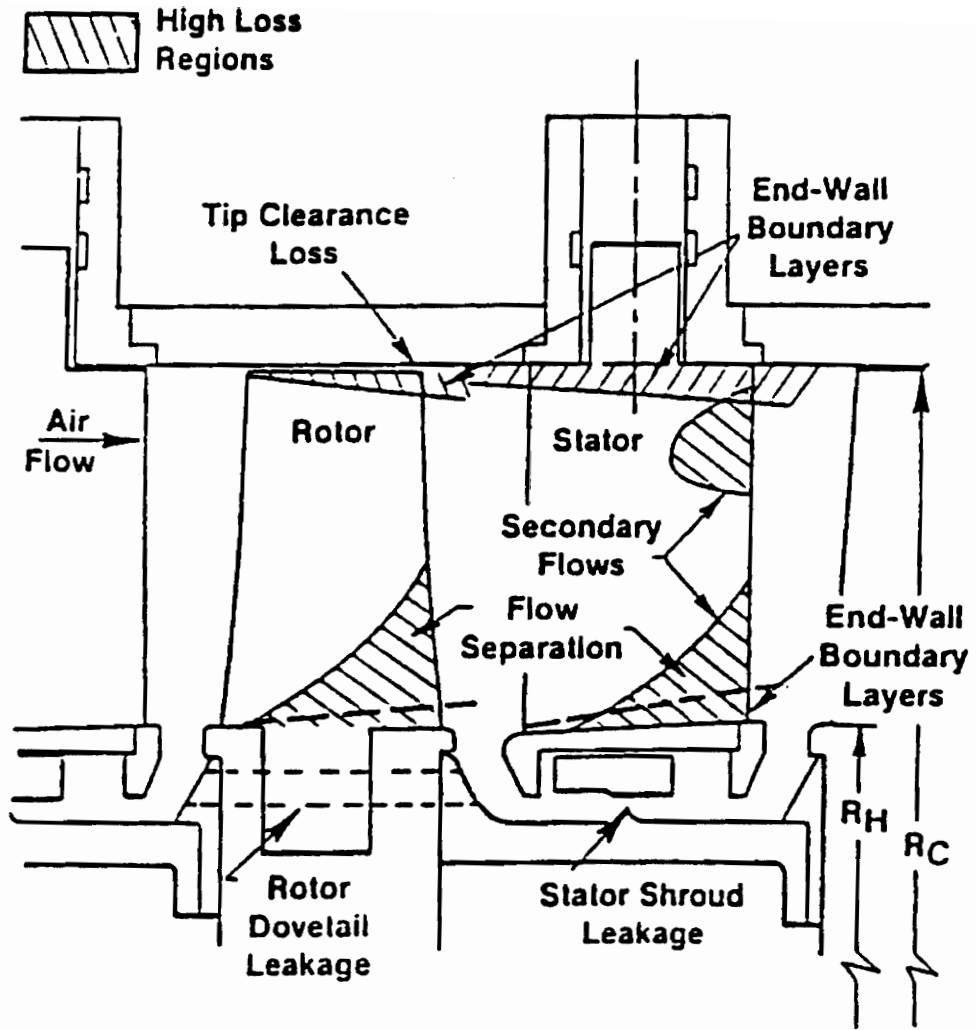 High Loss
Regions
Tip Clearance
Loss
End-Wall
Boundary
Layers
Air
Flow
Rotor
Stator
Secondary
Flows
Flow
Separation
End-Wall
Boundary
Layers
RH
RC
Rotor
Dovetail
Leakage
Stator Shroud
Leakage